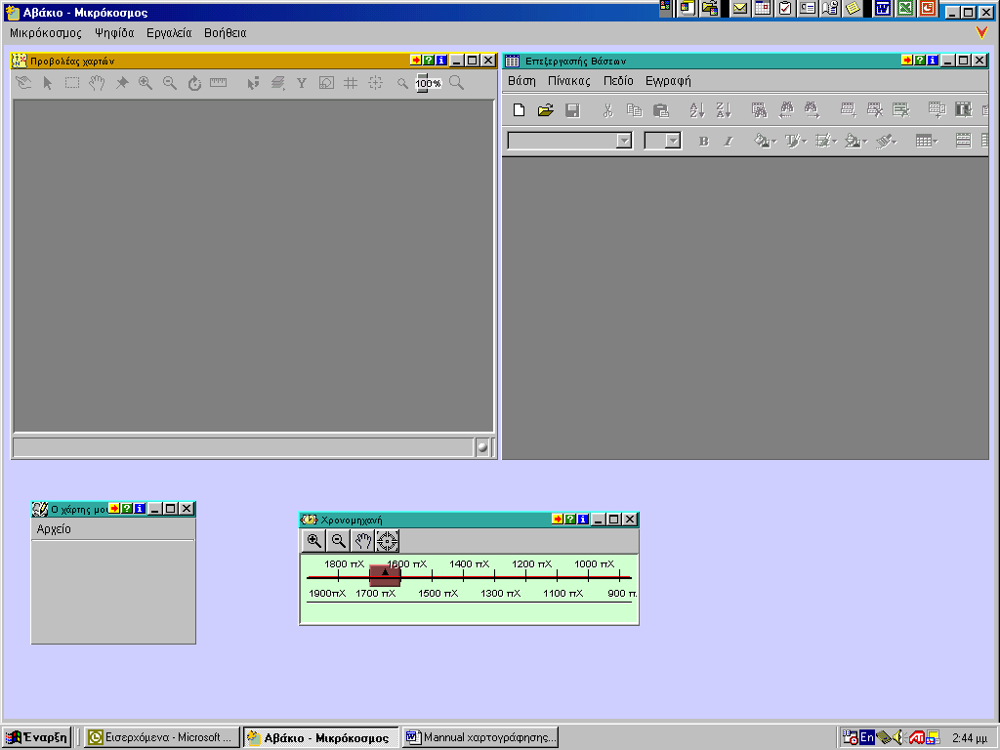 Αβάκιο - Μικρόκοσμος
Μικρόκοσμος Ψηφίδα Εργαλεία Βοήθεια
Προβολέας χαρτών
100%
Επεξεργαστής Βάσεων
Βάση Πίνακας Πεδίο Εγγραφή
B I
Ο χάρτης μου
Αρχείο
Χρονομηχανή
1800 πΧ 1600 πΧ 1400 πΧ 1200 πΧ 1000 πΧ
1900πΧ 1700 πΧ 1500 πΧ 1300 πΧ 1100 πΧ 900 π.
Έναρξη Εισερχόμενα - Microsoft ... Αβάκιο - Μικρόκοσμος Mannual χαρτογράφησης... En 2:44 μμ